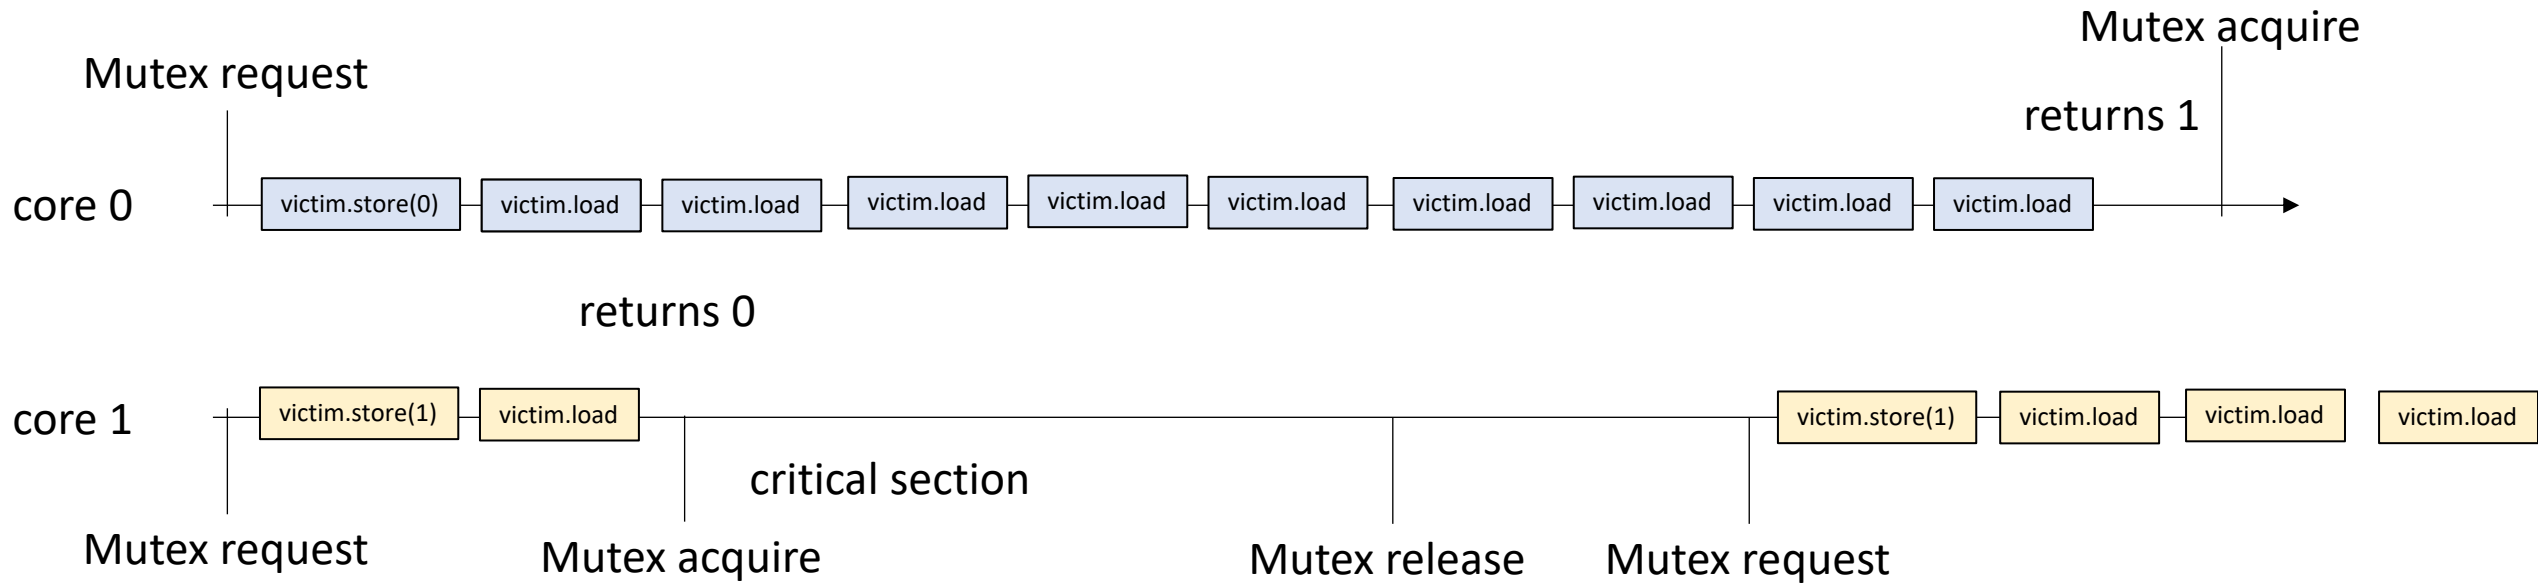 Mutex acquire
Mutex request
returns 1
core 0
victim.store(0)
victim.load
victim.load
victim.load
victim.load
victim.load
victim.load
victim.load
victim.load
victim.load
returns 0
core 1
victim.store(1)
victim.load
victim.store(1)
victim.load
victim.load
victim.load
critical section
Mutex request
Mutex acquire
Mutex release
Mutex request